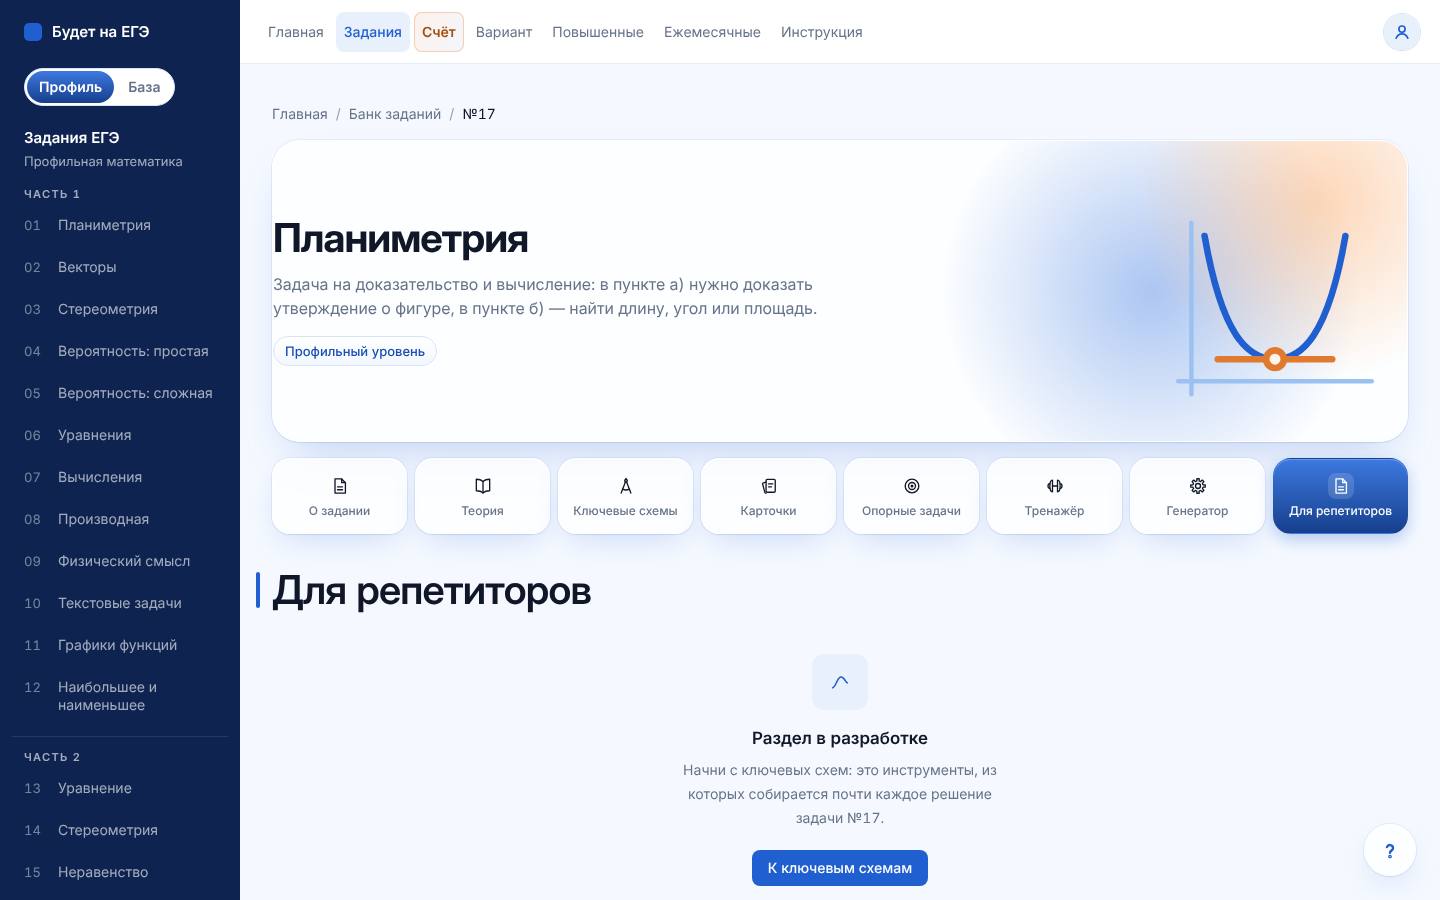 Будет на ЕГЭ
Главная
Задания
Счёт
Вариант
Повышенные
Ежемесячные
Инструкция
Профиль
База
Задания ЕГЭ
Профильная математика
ЧАСТЬ 1
01 Планиметрия
02 Векторы
03 Стереометрия
04 Вероятность: простая
05 Вероятность: сложная
06 Уравнения
07 Вычисления
08 Производная
09 Физический смысл
10 Текстовые задачи
11 Графики функций
12 Наибольшее и
наименьшее
ЧАСТЬ 2
13 Уравнение
14 Стереометрия
15 Неравенство
Главная / Банк заданий / №17
Планиметрия
Задача на доказательство и вычисление: в пункте а) нужно доказать
утверждение о фигуре, в пункте б) — найти длину, угол или площадь.
Профильный уровень
О задании
Теория
Ключевые схемы
Карточки
Опорные задачи
Тренажёр
Генератор
Для репетиторов
Для репетиторов
Раздел в разработке
Начни с ключевых схем: это инструменты, из
которых собирается почти каждое решение
задачи №17.
К ключевым схемам
?